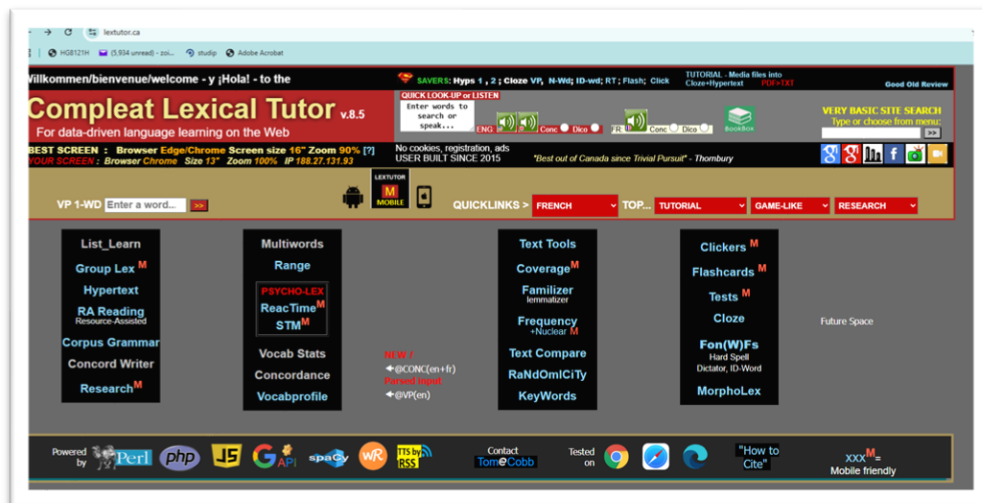 lextutor.ca
HG8121H (5,934 unread) - zoi... studip Adobe Acrobat
Willkommen/bienvenue/welcome - y ¡Hola! - to the
SAVERS: Hyps 1 , 2 ; Cloze VP, N-Wd; ID-wd; RT ; Flash; Click
TUTORIAL - Media files into
Cloze+Hypertext PDF>TXT
Good Old Review
Compleat Lexical Tutor v.8.5
For data-driven language learning on the Web
QUICK LOOK-UP or LISTEN
Enter words to
search or
speak...
ENG Conc Dico
FR Conc Dico
BookBox
VERY BASIC SITE SEARCH
Type or choose from menu:
>>
BEST SCREEN : Browser Edge/Chrome Screen size 16" Zoom 90% [?]
YOUR SCREEN : Browser Chrome Size 13" Zoom 100% IP 188.27.131.93
No cookies, registration, ads
USER BUILT SINCE 2015
"Best out of Canada since Trivial Pursuit" - Thornbury
VP 1-WD Enter a word... >>
LEXTUTOR
M
MOBILE
QUICKLINKS > FRENCH TOP... TUTORIAL GAME-LIKE RESEARCH
List_Learn
Group Lex M
Hypertext
RA Reading
Resource-Assisted
Corpus Grammar
Concord Writer
Research M
Multiwords
Range
PSYCHO-LEX
ReacTime M
STM M
Vocab Stats
Concordance
Vocabprofile
NEW /
@CONC(en+fr)
Parsed input
@VP(en)
Text Tools
Coverage M
Familizer
lemmatizer
Frequency
+Nuclear M
Text Compare
RaNdOmICiTy
KeyWords
Clickers M
Flashcards M
Tests M
Cloze
Fon(W)Fs
Hard Spell
Dictator, ID-Word
MorphoLex
Future Space
Powered
by
Perl php JS G API spaCy WR
TTS by
RSS
Contact
Tom@Cobb
Tested
on
"How to
Cite"
xxx M =
Mobile friendly